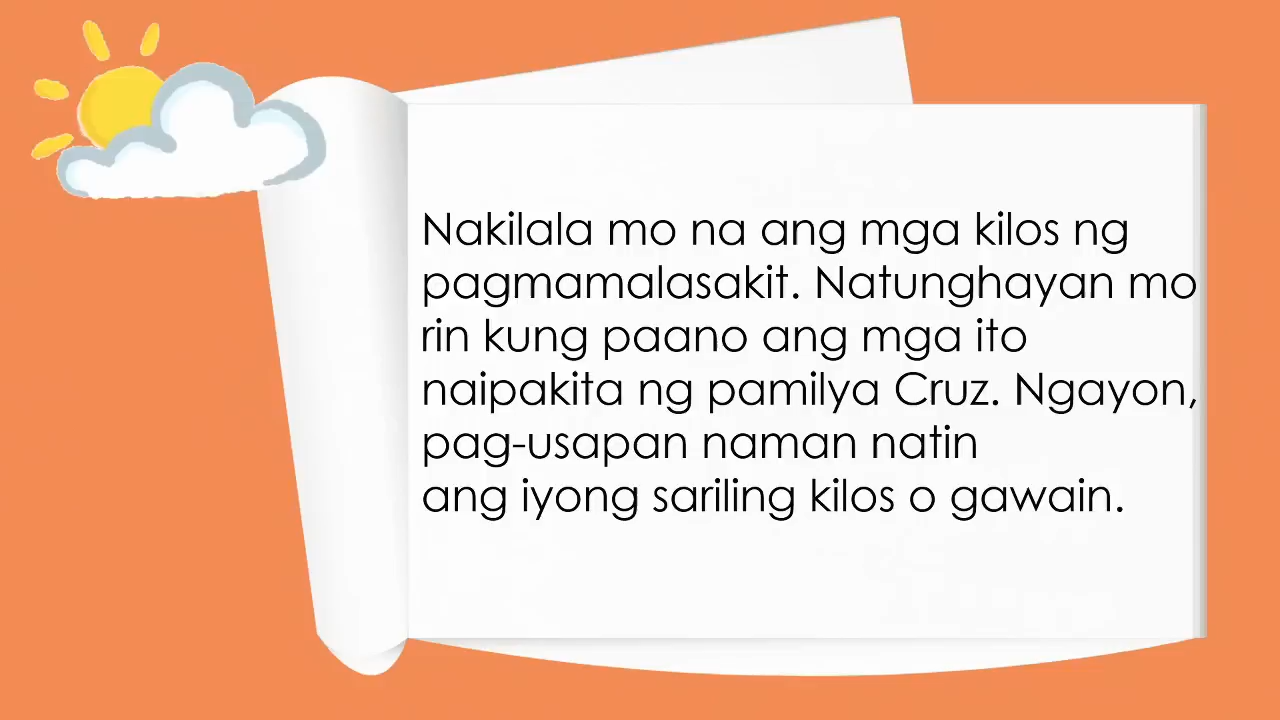 Nakilala mo na ang mga kilos ng
pagmamalasakit. Natunghayan mo
rin kung paano ang mga ito
naipakita ng pamilya Cruz. Ngayon,
pag-usapan naman natin
ang iyong sariling kilos o gawain.